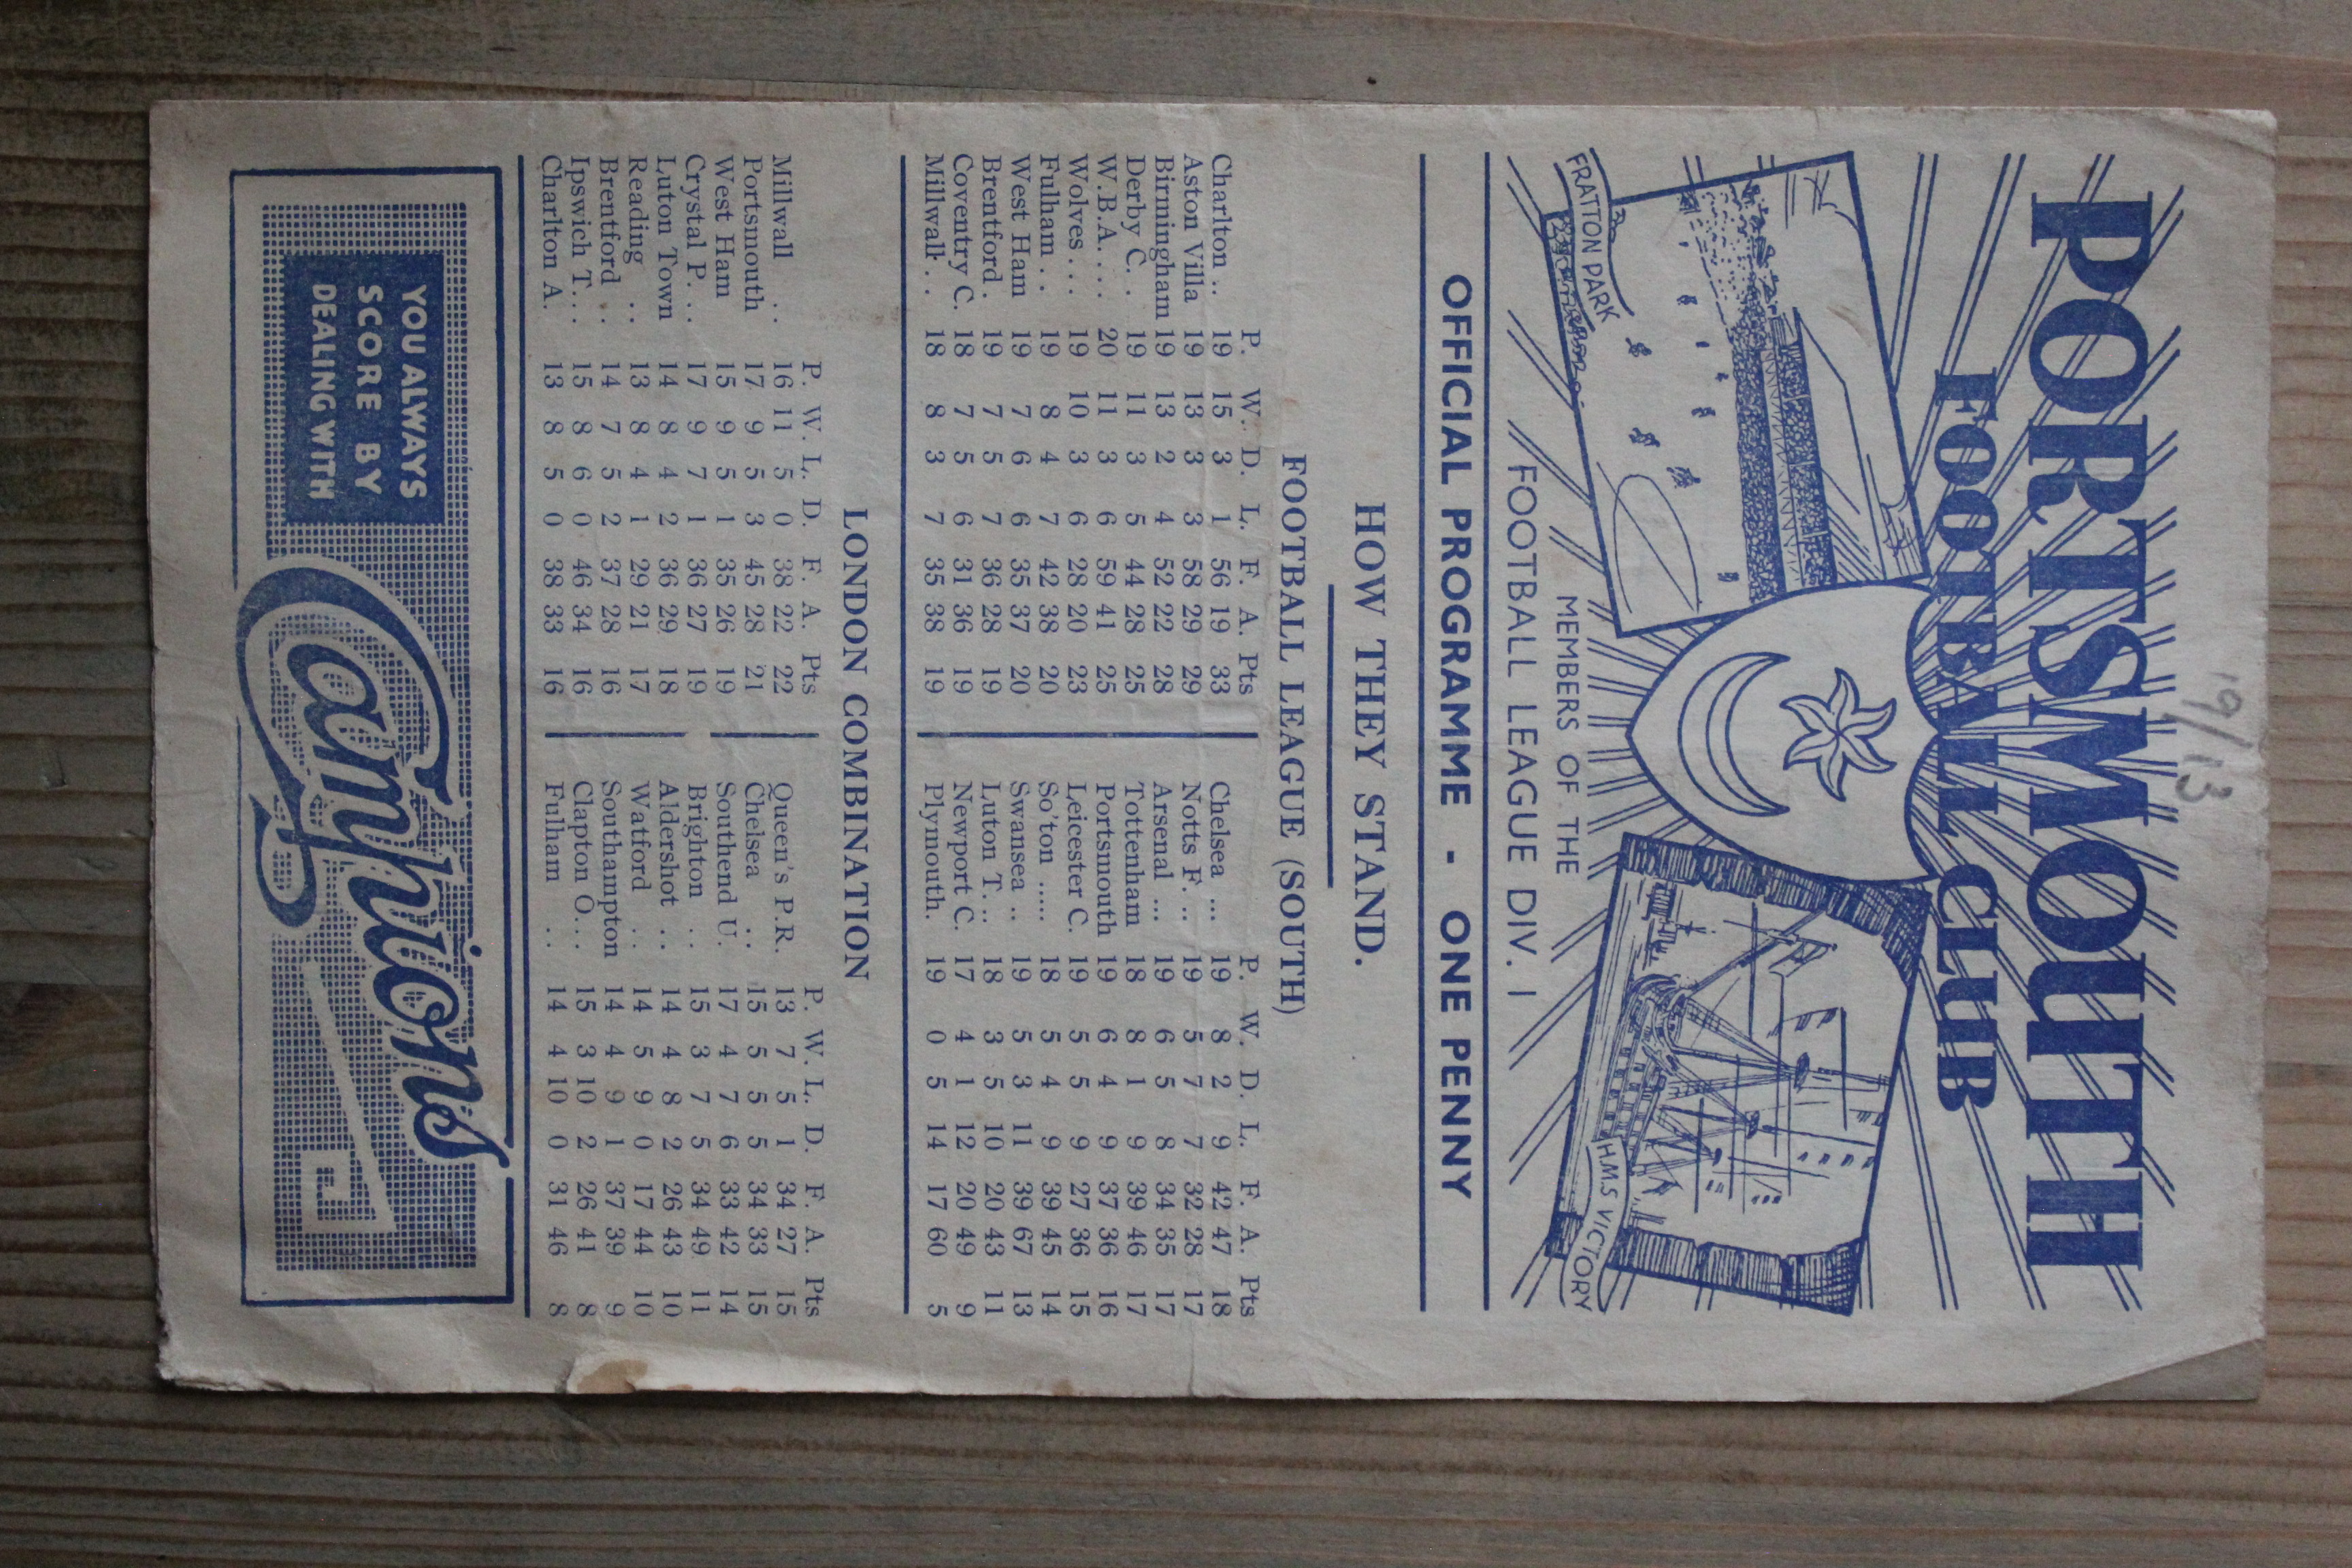 19/13
PORTSMOUTH
FOOTBALL CLUB
FRATTON PARK
H.M.S VICTORY
MEMBERS OF THE
FOOTBALL LEAGUE DIV. I
OFFICIAL PROGRAMME - ONE PENNY
HOW THEY STAND.
FOOTBALL LEAGUE (SOUTH)
P. W. D. L. F. A. Pts
Charlton .. 19 15 3 1 56 19 33
Aston Villa 19 13 3 3 58 29 29
Birmingham 19 13 2 4 52 22 28
Derby C. . 19 11 3 5 44 28 25
W.B.A. ... 20 11 3 6 59 41 25
Wolves ... 19 10 3 6 28 20 23
Fulham .. 19 8 4 7 42 38 20
West Ham 19 7 6 6 35 37 20
Brentford. 19 7 5 7 36 28 19
Coventry C. 18 7 5 6 31 36 19
Millwall .. 18 8 3 7 35 38 19
P. W. D. L. F. A. Pts
Chelsea ... 19 8 2 9 42 47 18
Notts F. .. 19 5 7 7 32 28 17
Arsenal ... 19 6 5 8 34 35 17
Tottenham 18 8 1 9 39 46 17
Portsmouth 19 6 4 9 37 36 16
Leicester C. 19 5 5 9 27 36 15
So'ton ..... 18 5 4 9 39 45 14
Swansea .. 19 5 3 11 39 67 13
Luton T. .. 18 3 5 10 20 43 11
Newport C. 17 4 1 12 20 49 9
Plymouth. 19 0 5 14 17 60 5
LONDON COMBINATION
P. W. L. D. F. A. Pts
Millwall .. 16 11 5 0 38 22 22
Portsmouth 17 9 5 3 45 28 21
West Ham 15 9 5 1 35 26 19
Crystal P. .. 17 9 7 1 36 27 19
Luton Town 14 8 4 2 36 29 18
Reading .. 13 8 4 1 29 21 17
Brentford .. 14 7 5 2 37 28 16
Ipswich T. .. 15 8 6 0 46 34 16
Charlton A. 13 8 5 0 38 33 16
P. W. L. D. F. A. Pts
Queen's P.R. 13 7 5 1 34 27 15
Chelsea .. 15 5 5 5 34 33 15
Southend U. 17 4 7 6 33 42 14
Brighton .. 15 3 7 5 34 49 11
Aldershot .. 14 4 8 2 26 43 10
Watford .. 14 5 9 0 17 44 10
Southampton 14 4 9 1 37 39 9
Clapton O. .. 15 3 10 2 26 41 8
Fulham .. 14 4 10 0 31 46 8
YOU ALWAYS
SCORE BY
DEALING WITH
Campions